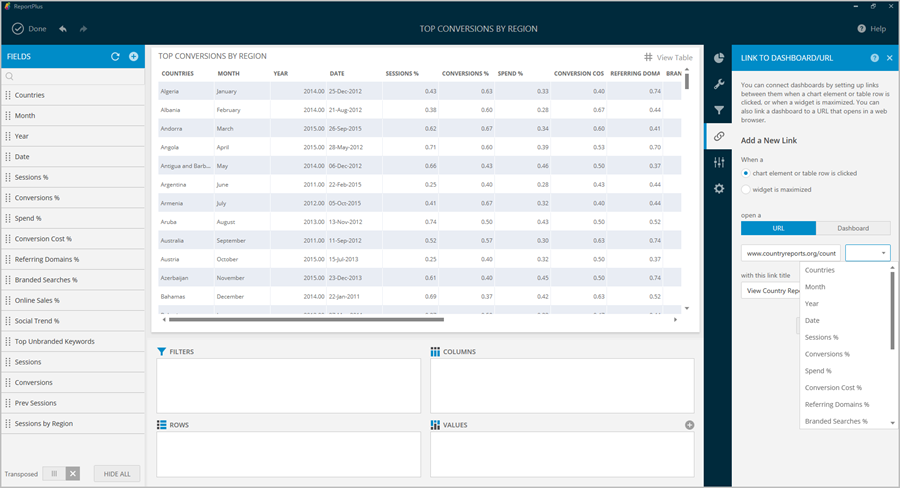 ReportPlus
Done
TOP CONVERSIONS BY REGION
Help
FIELDS
Countries
Month
Year
Date
Sessions %
Conversions %
Spend %
Conversion Cost %
Referring Domains %
Branded Searches %
Online Sales %
Social Trend %
Top Unbranded Keywords
Sessions
Conversions
Prev Sessions
Sessions by Region
Transposed
HIDE ALL
TOP CONVERSIONS BY REGION
View Table
COUNTRIES MONTH YEAR DATE SESSIONS % CONVERSIONS % SPEND % CONVERSION COS REFERRING DOMA BRAN
Algeria January 2014.00 25-Dec-2012 0.43 0.63 0.33 0.40 0.74
Albania February 2014.00 21-Aug-2012 0.38 0.60 0.28 0.67 0.44
Andorra March 2015.00 26-Sep-2015 0.62 0.67 0.34 0.60 0.41
Angola April 2015.00 28-May-2012 0.71 0.60 0.39 0.53 0.70
Antigua and Barb... May 2014.00 06-Dec-2012 0.66 0.43 0.46 0.50 0.37
Argentina June 2011.00 22-Feb-2015 0.25 0.40 0.28 0.43 0.44
Armenia July 2012.00 05-Oct-2014 0.41 0.67 0.32 0.40 0.44
Aruba August 2013.00 13-Nov-2012 0.74 0.50 0.43 0.50 0.52
Australia September 2011.00 11-Sep-2012 0.52 0.57 0.30 0.63 0.74
Austria October 2015.00 15-Jul-2013 0.25 0.44 0.26 0.50 0.37
Azerbaijan November 2015.00 23-Dec-2013 0.61 0.40 0.45 0.50 0.74
Bahamas December 2014.00 22-Jan-2011 0.69 0.37 0.42 0.63 0.52
FILTERS
COLUMNS
ROWS
VALUES
LINK TO DASHBOARD/URL
You can connect dashboards by setting up links
between them when a chart element or table row is
clicked, or when a widget is maximized. You can
also link a dashboard to a URL that opens in a web
browser.
Add a New Link
When a
chart element or table row is clicked
widget is maximized
open a
URL Dashboard
www.countryreports.org/count
with this link title
View Country Repo
Countries
Month
Year
Date
Sessions %
Conversions %
Spend %
Conversion Cost %
Referring Domains %
Branded Searches %